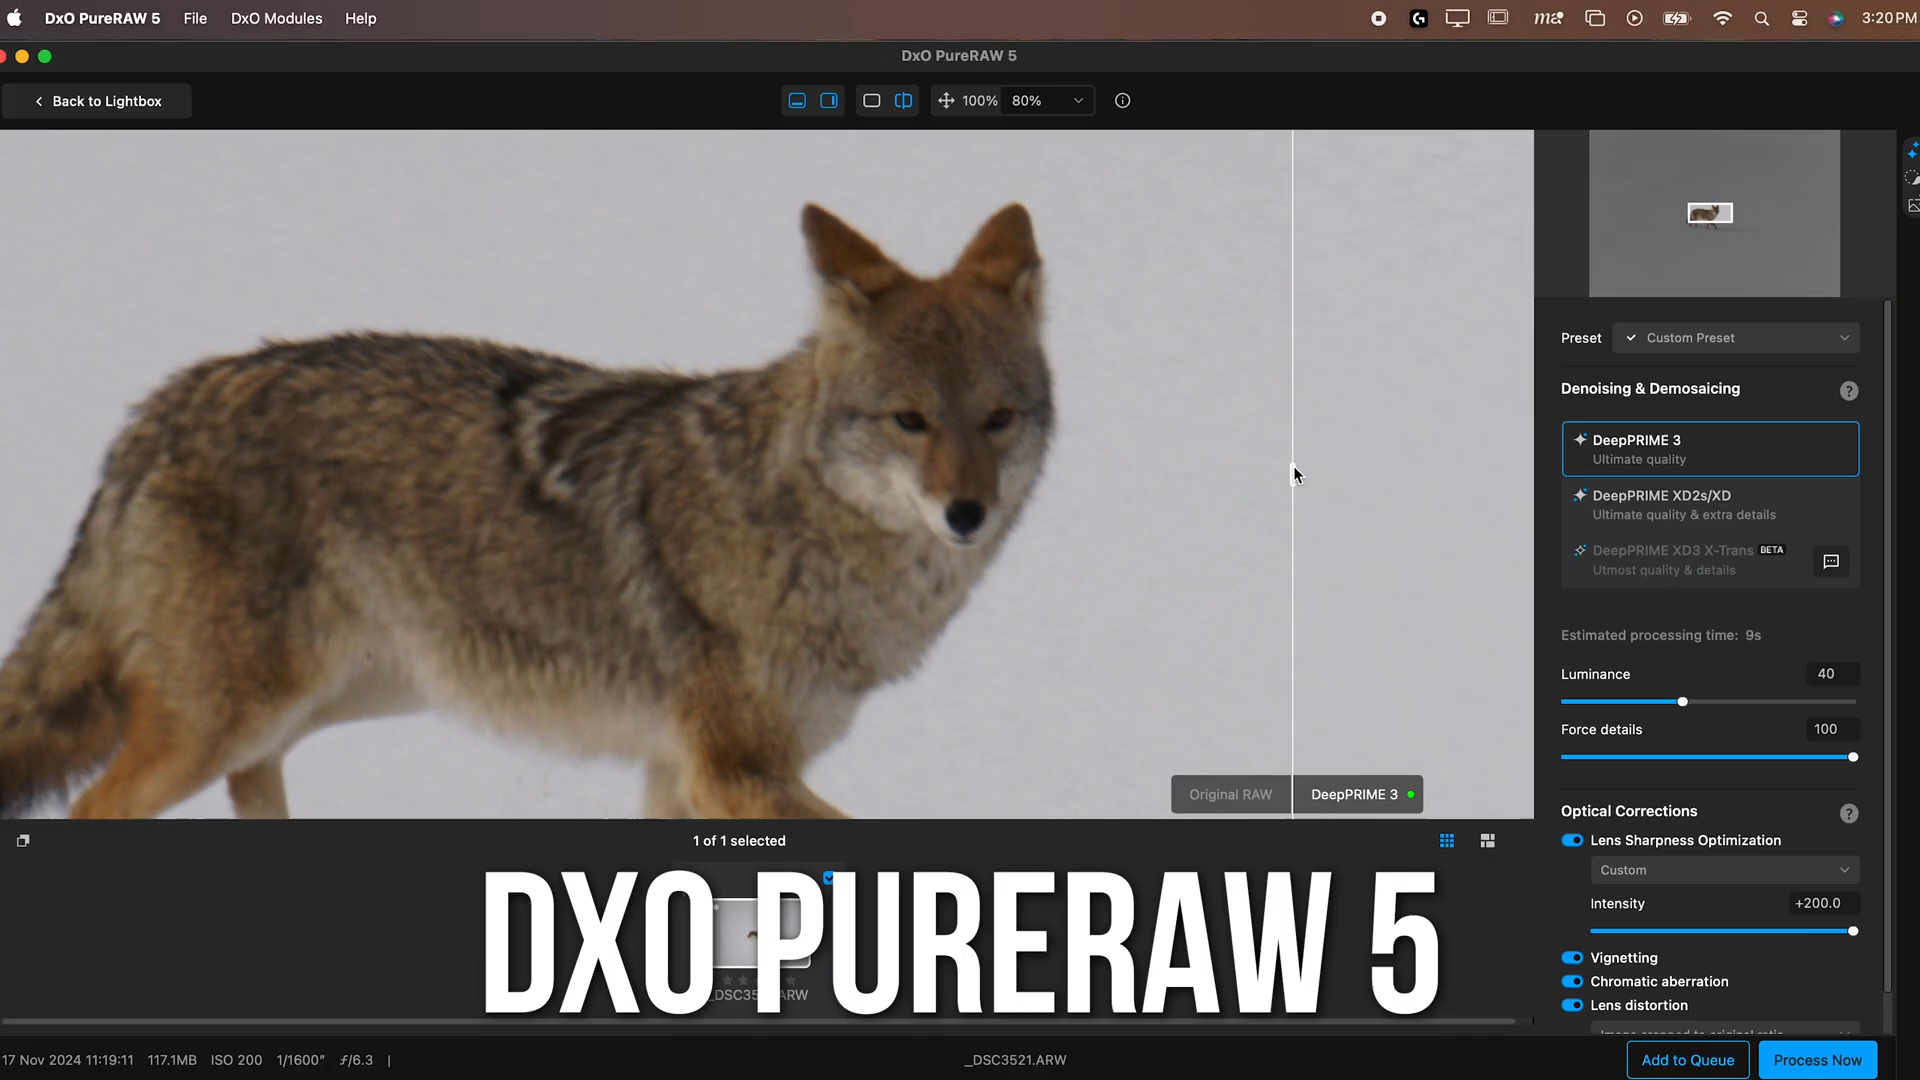 DxO PureRAW 5 File DxO Modules Help 3:20PM
DxO PureRAW 5
Back to Lightbox
100% 80%
Preset Custom Preset
Denoising & Demosaicing ?
DeepPRIME 3
Ultimate quality
DeepPRIME XD2s/XD
Ultimate quality & extra details
DeepPRIME XD3 X-Trans BETA
Utmost quality & details
Estimated processing time: 9s
Luminance 40
Force details 100
Original RAW DeepPRIME 3
Optical Corrections ?
1 of 1 selected
Lens Sharpness Optimization
Custom
Intensity +200.0
DXO PURERAW 5
Vignetting
Chromatic aberration
Lens distortion
17 Nov 2024 11:19:11 117.1MB ISO 200 1/1600" ƒ/6.3 |
_DSC3521.ARW
Add to Queue Process Now